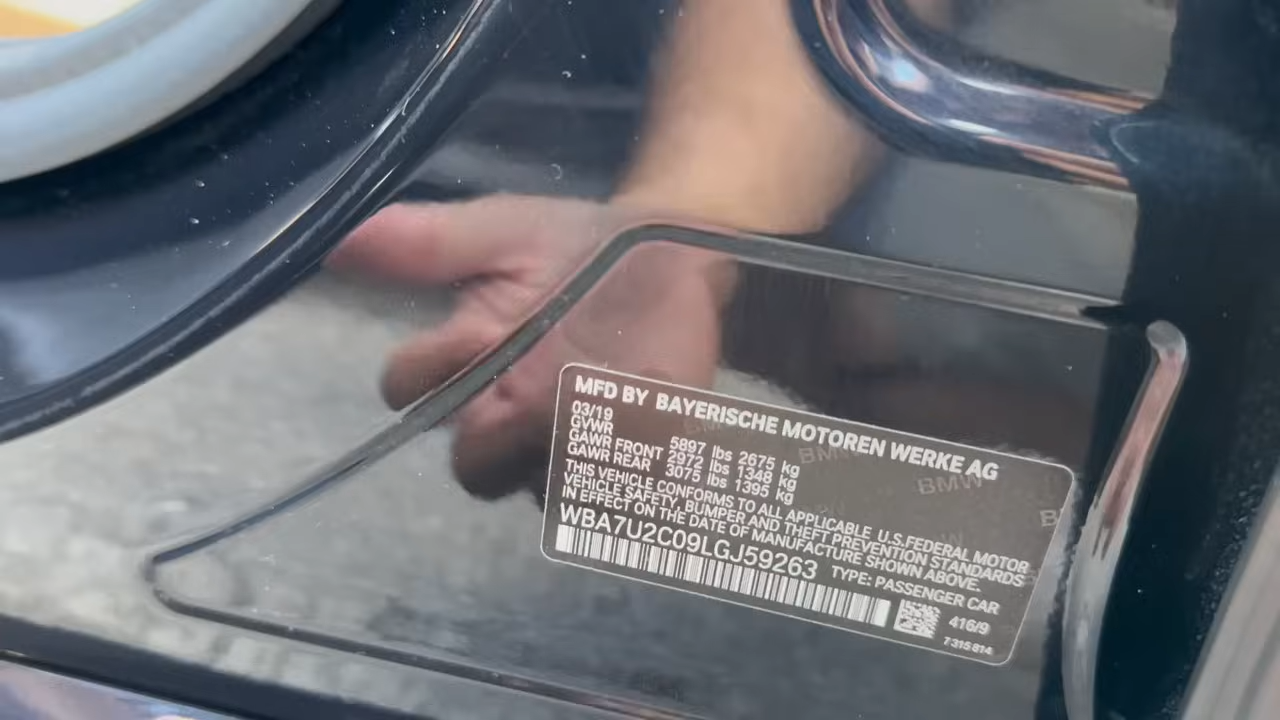 MFD BY BAYERISCHE MOTOREN WERKE AG
03/19
GVWR 5897 lbs 2675 kg
GAWR FRONT 2972 lbs 1348 kg
GAWR REAR 3075 lbs 1395 kg
THIS VEHICLE CONFORMS TO ALL APPLICABLE U.S.FEDERAL MOTOR
VEHICLE SAFETY, BUMPER AND THEFT PREVENTION STANDARDS
IN EFFECT ON THE DATE OF MANUFACTURE SHOWN ABOVE.
WBA7U2C09LGJ59263 TYPE: PASSENGER CAR
416/9
7 315 814
BMW
BMW